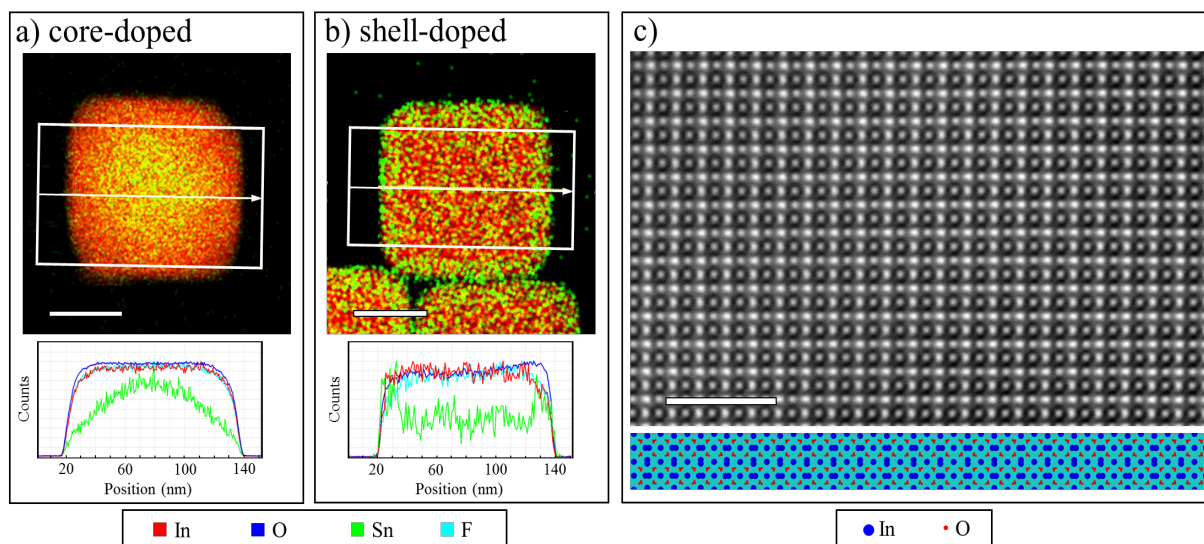 a) core-doped
b) shell-doped
c)
Counts
20 60 100 140
Position (nm)
Counts
20 60 100 140
Position (nm)
In O Sn F
In O